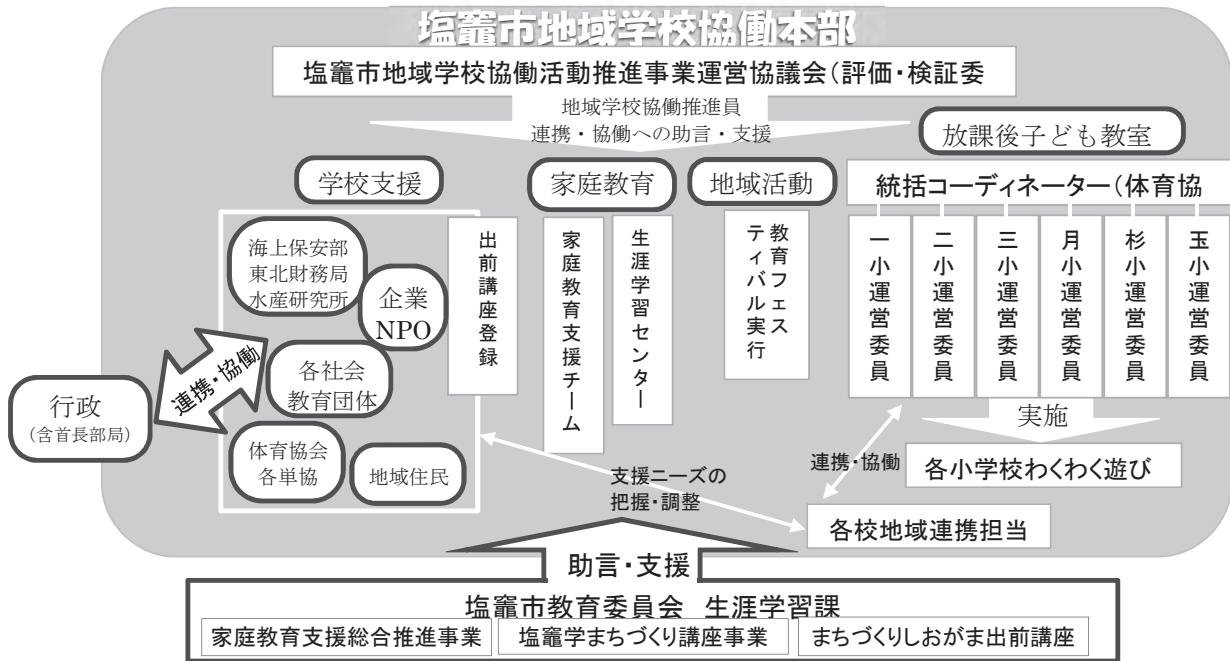 塩竈市地域学校協働本部
塩竈市地域学校協働活動推進事業運営協議会(評価・検証委
地域学校協働推進員
連携・協働への助言・支援
学校支援
海上保安部
東北財務局
水産研究所
企業
NPO
各社会
教育団体
体育協会
各単協
地域住民
出前講座登録
行政
(含首長部局)
連携・協働
家庭教育
家庭教育支援チーム
生涯学習センター
地域活動
教育フェス
ティバル実行
放課後子ども教室
統括コーディネーター(体育協
一小運営委員
二小運営委員
三小運営委員
月小運営委員
杉小運営委員
玉小運営委員
実施
各小学校わくわく遊び
連携・協働
支援ニーズの
把握・調整
各校地域連携担当
助言・支援
塩竈市教育委員会 生涯学習課
家庭教育支援総合推進事業
塩竈学まちづくり講座事業
まちづくりしおがま出前講座